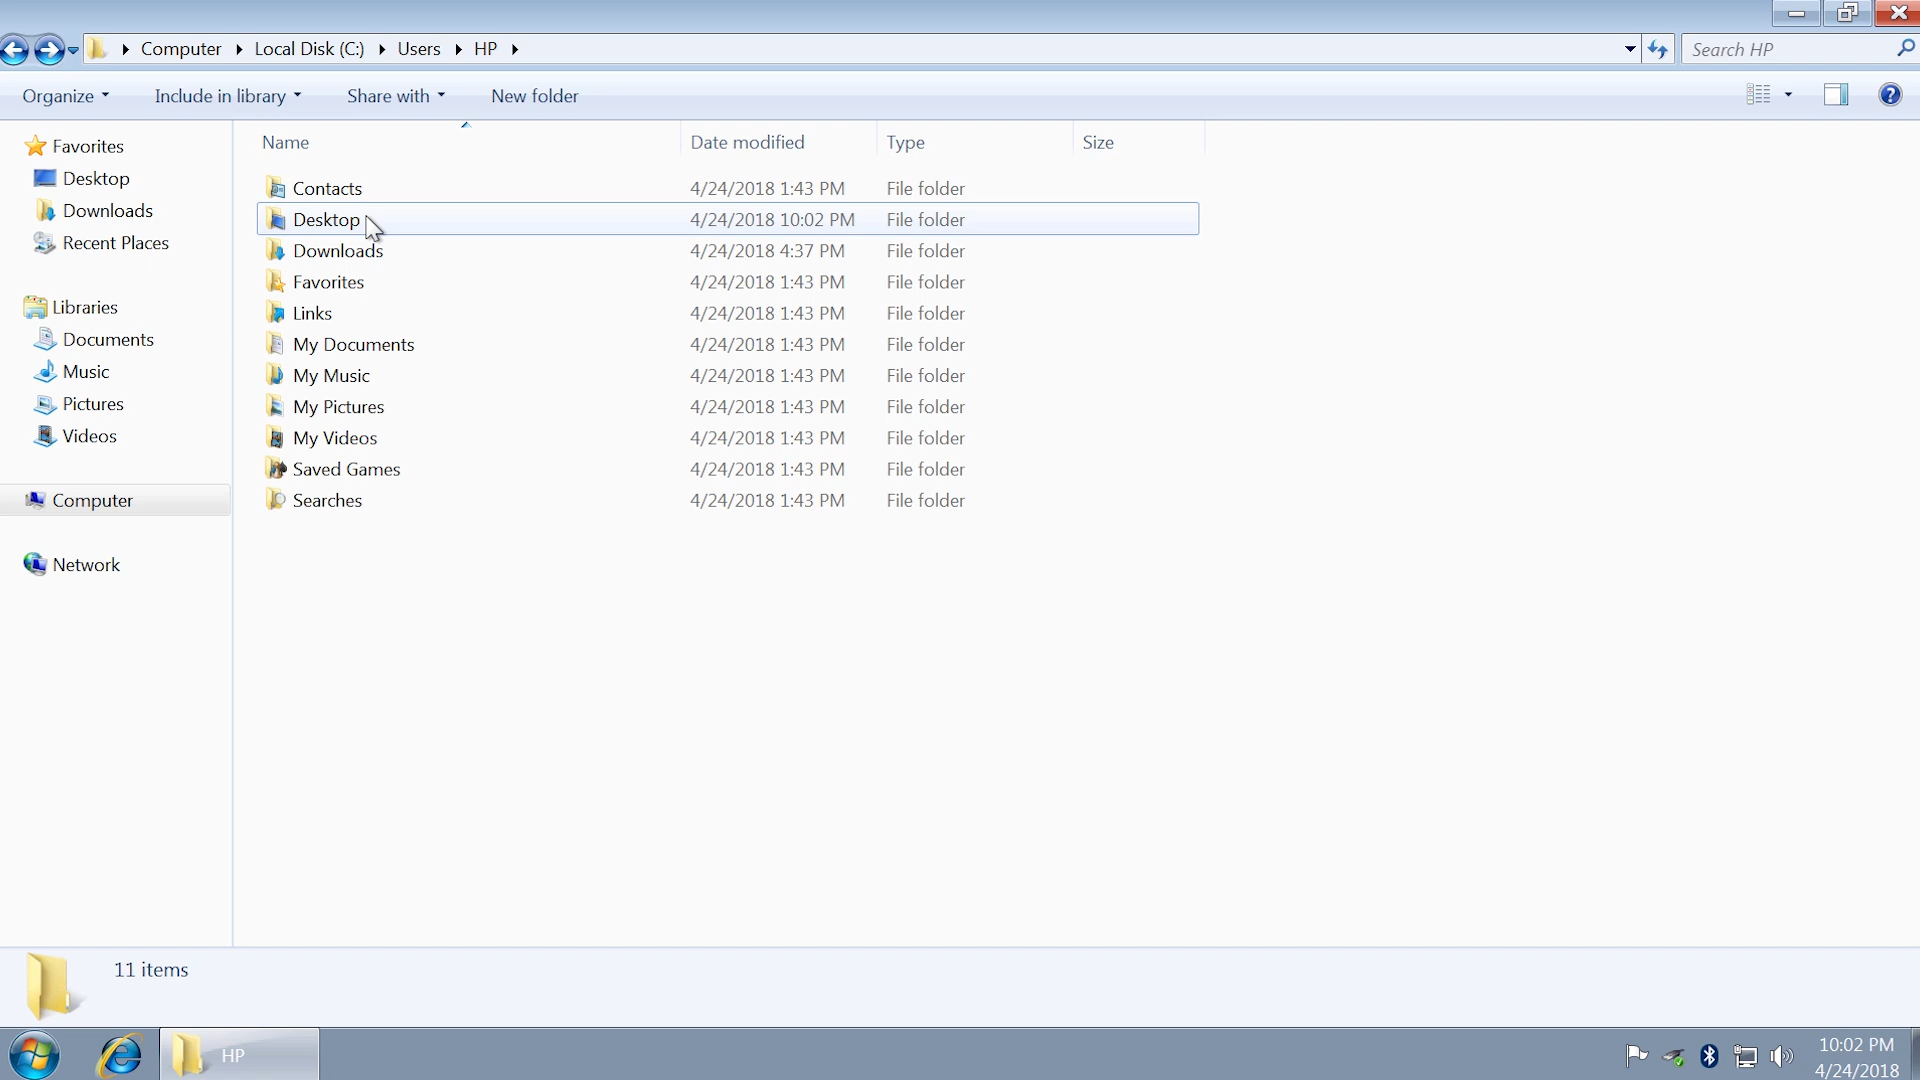 Computer Local Disk (C:) Users HP Search HP
Organize Include in library Share with New folder
Favorites
Desktop
Downloads
Recent Places
Libraries
Documents
Music
Pictures
Videos
Computer
Network
Name Date modified Type Size
Contacts 4/24/2018 1:43 PM File folder
Desktop 4/24/2018 10:02 PM File folder
Downloads 4/24/2018 4:37 PM File folder
Favorites 4/24/2018 1:43 PM File folder
Links 4/24/2018 1:43 PM File folder
My Documents 4/24/2018 1:43 PM File folder
My Music 4/24/2018 1:43 PM File folder
My Pictures 4/24/2018 1:43 PM File folder
My Videos 4/24/2018 1:43 PM File folder
Saved Games 4/24/2018 1:43 PM File folder
Searches 4/24/2018 1:43 PM File folder
11 items
HP
10:02 PM
4/24/2018